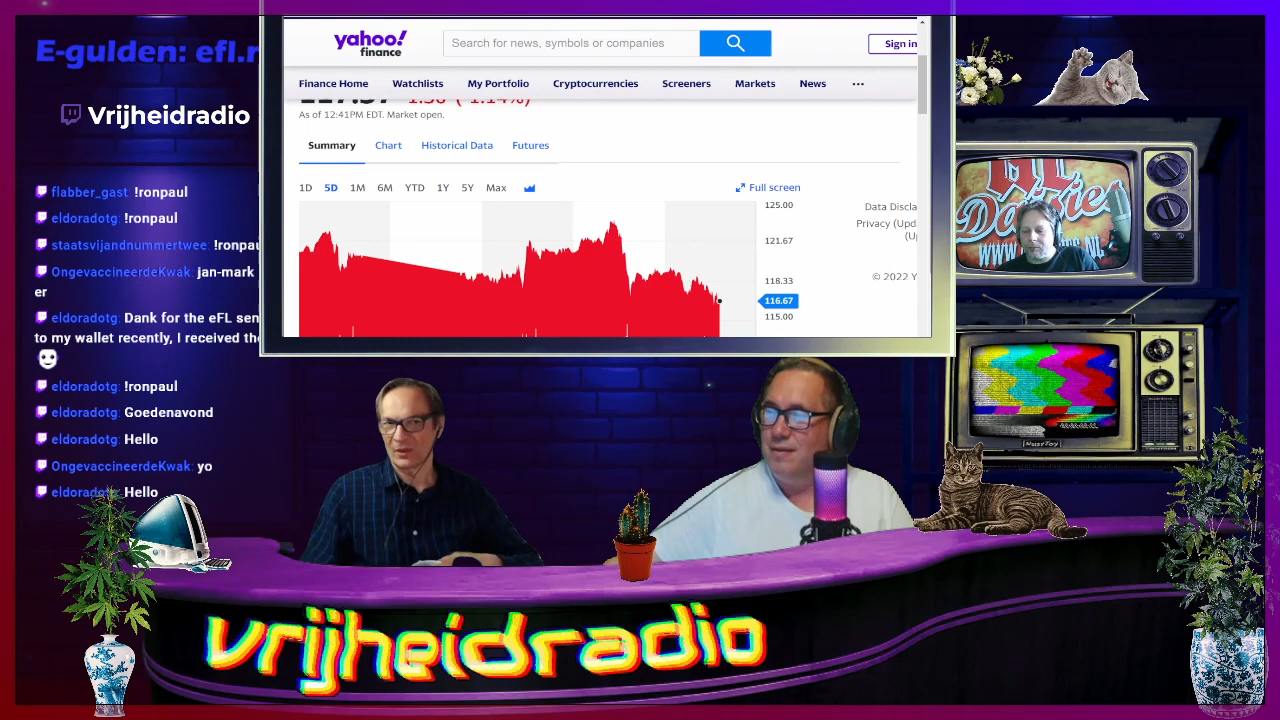 E-gulden: efl.r
Vrijheidradio
flabber_gast: !ronpaul
eldoradotg: !ronpaul
staatsvijandnummertwee: !ronpau
OngevaccineerdeKwak: jan-mark
er
eldoradotg: Dank for the eFL sen
to my wallet recently, I received the
eldoradotg: !ronpaul
eldoradotg: Goedenavond
eldoradotg: Hello
OngevaccineerdeKwak: yo
eldoradotg: Hello
yahoo!
finance
Search for news, symbols or companies
Sign in
Finance Home
Watchlists
My Portfolio
Cryptocurrencies
Screeners
Markets
News
As of 12:41PM EDT. Market open.
Summary
Chart
Historical Data
Futures
1D 5D 1M 6M YTD 1Y 5Y Max
Full screen
125.00
121.67
118.33
116.67
115.00
Data Discla
Privacy (Upd
(Up
© 2022 Y
vrijheidradio